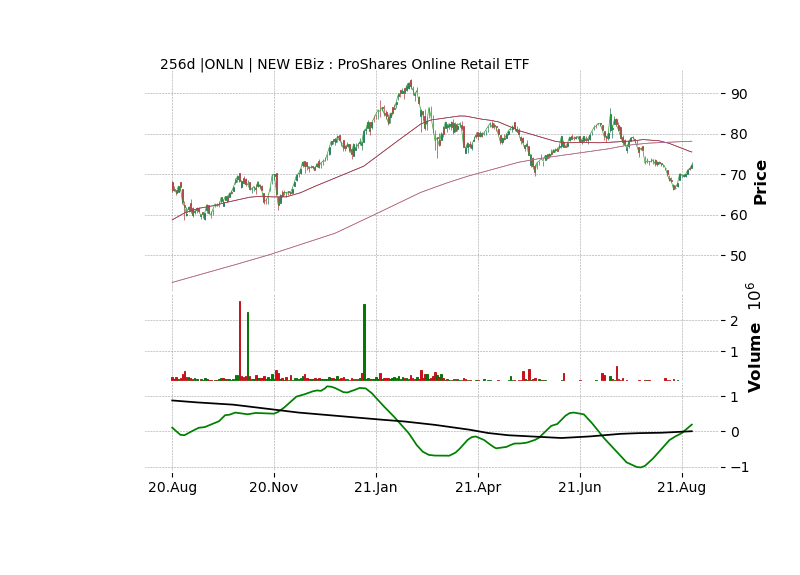 256d |ONLN | NEW EBiz : ProShares Online Retail ETF
90
80
70
60
50
Price
2
1
Volume 10^6
1
0
−1
20.Aug 20.Nov 21.Jan 21.Apr 21.Jun 21.Aug